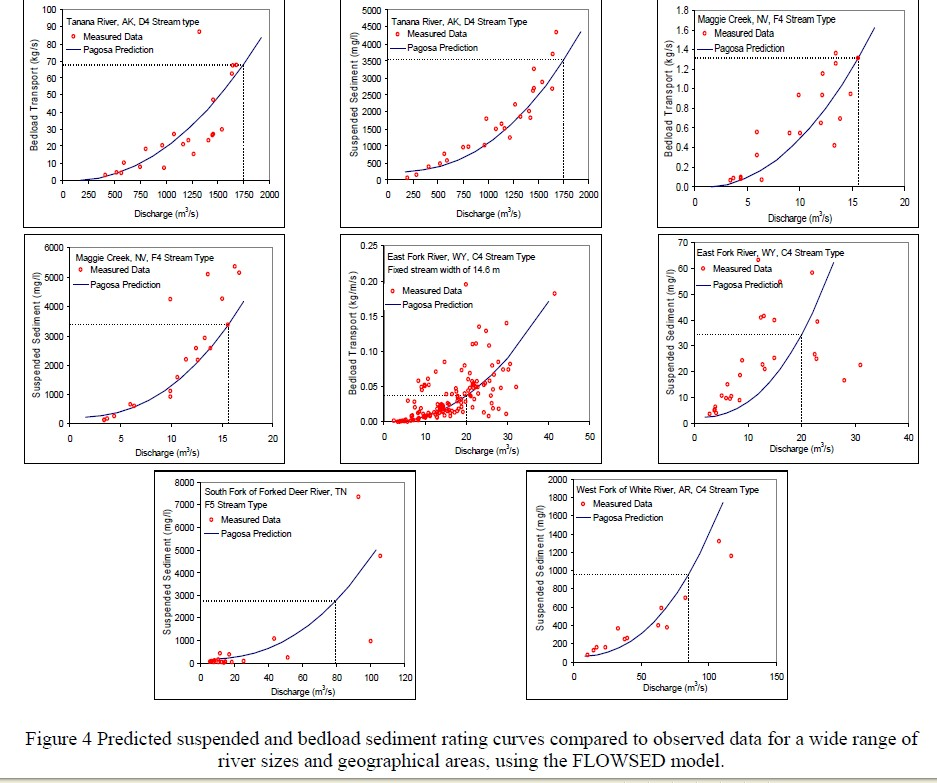 Tanana River, AK, D4 Stream type
Measured Data
Pagosa Prediction
Bedload Transport (kg/s)
100
90
80
70
60
50
40
30
20
10
0
0 250 500 750 1000 1250 1500 1750 2000
Discharge (m³/s)
Tanana River, AK, D4 Stream Type
Measured Data
Pagosa Prediction
Suspended Sediment (mg/l)
5000
4500
4000
3500
3000
2500
2000
1500
1000
500
0
0 250 500 750 1000 1250 1500 1750 2000
Discharge (m³/s)
Maggie Creek, NV, F4 Stream Type
Measured Data
Pagosa Prediction
Bedload Transport (kg/s)
1.8
1.6
1.4
1.2
1.0
0.8
0.6
0.4
0.2
0.0
0 5 10 15 20
Discharge (m³/s)
Maggie Creek, NV, F4 Stream Type
Measured Data
Pagosa Prediction
Suspended Sediment (mg/l)
6000
5000
4000
3000
2000
1000
0
0 5 10 15 20
Discharge (m³/s)
East Fork River, WY, C4 Stream Type
Fixed stream width of 14.6 m
Measured Data
Pagosa Prediction
Bedload Transport (kg/m/s)
0.25
0.20
0.15
0.10
0.05
0.00
0 10 20 30 40 50
Discharge (m³/s)
East Fork River, WY, C4 Stream Type
Measured Data
Pagosa Prediction
Suspended Sediment (mg/l)
70
60
50
40
30
20
10
0
0 10 20 30 40
Discharge (m³/s)
South Fork of Forked Deer River, TN
F5 Stream Type
Measured Data
Pagosa Prediction
Suspended Sediment (mg/l)
8000
7000
6000
5000
4000
3000
2000
1000
0
0 20 40 60 80 100 120
Discharge (m³/s)
West Fork of White River, AR, C4 Stream Type
Measured Data
Pagosa Prediction
Suspended Sediment (mg/l)
2000
1800
1600
1400
1200
1000
800
600
400
200
0
0 50 100 150
Discharge (m³/s)
Figure 4 Predicted suspended and bedload sediment rating curves compared to observed data for a wide range of
river sizes and geographical areas, using the FLOWSED model.